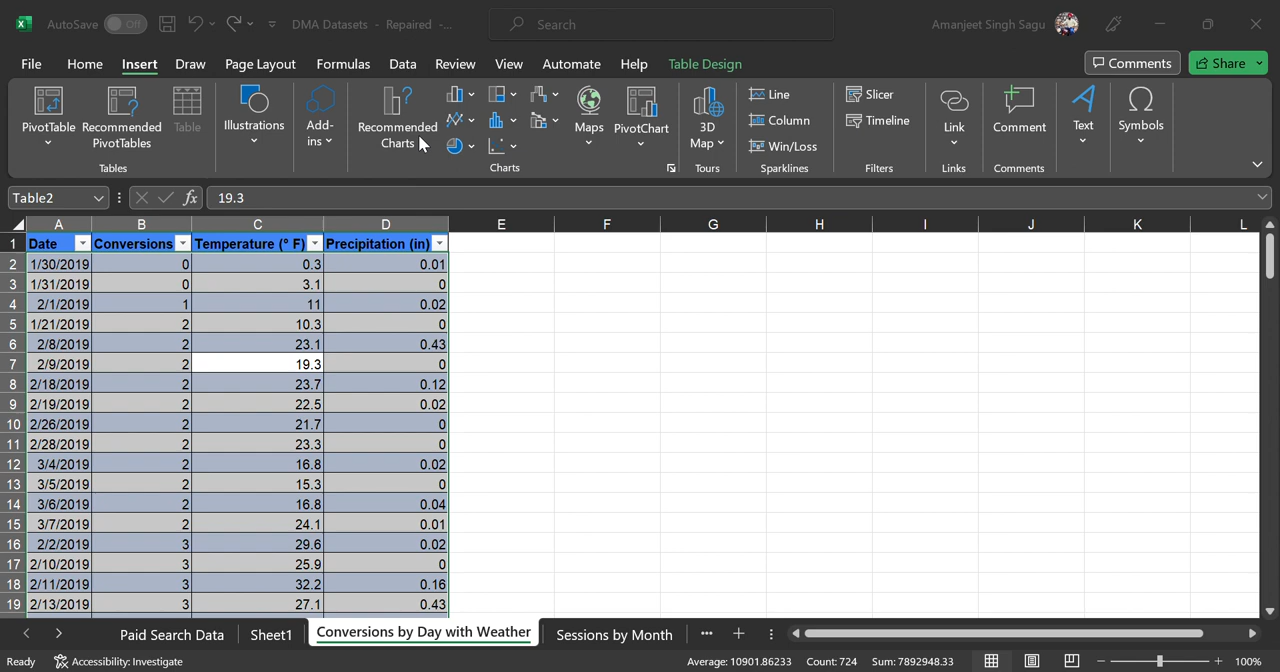 AutoSave Off DMA Datasets - Repaired -... Search Amanjeet Singh Sagu
File Home Insert Draw Page Layout Formulas Data Review View Automate Help Table Design Comments Share
PivotTable Recommended PivotTables Table Illustrations Add-ins Recommended Charts Maps PivotChart 3D Map Line Column Win/Loss Slicer Timeline Link Comment Text Symbols
Tables Charts Tours Sparklines Filters Links Comments
Table2 fx 19.3
A B C D E F G H I J K L
1 Date Conversions Temperature (° F) Precipitation (in)
2 1/30/2019 0 0.3 0.01
3 1/31/2019 0 3.1 0
4 2/1/2019 1 11 0.02
5 1/21/2019 2 10.3 0
6 2/8/2019 2 23.1 0.43
7 2/9/2019 2 19.3 0
8 2/18/2019 2 23.7 0.12
9 2/19/2019 2 22.5 0.02
10 2/26/2019 2 21.7 0
11 2/28/2019 2 23.3 0
12 3/4/2019 2 16.8 0.02
13 3/5/2019 2 15.3 0
14 3/6/2019 2 16.8 0.04
15 3/7/2019 2 24.1 0.01
16 2/2/2019 3 29.6 0.02
17 2/10/2019 3 25.9 0
18 2/11/2019 3 32.2 0.16
19 2/13/2019 3 27.1 0.43
Paid Search Data Sheet1 Conversions by Day with Weather Sessions by Month
Ready Accessibility: Investigate Average: 10901.86233 Count: 724 Sum: 7892948.33 100%